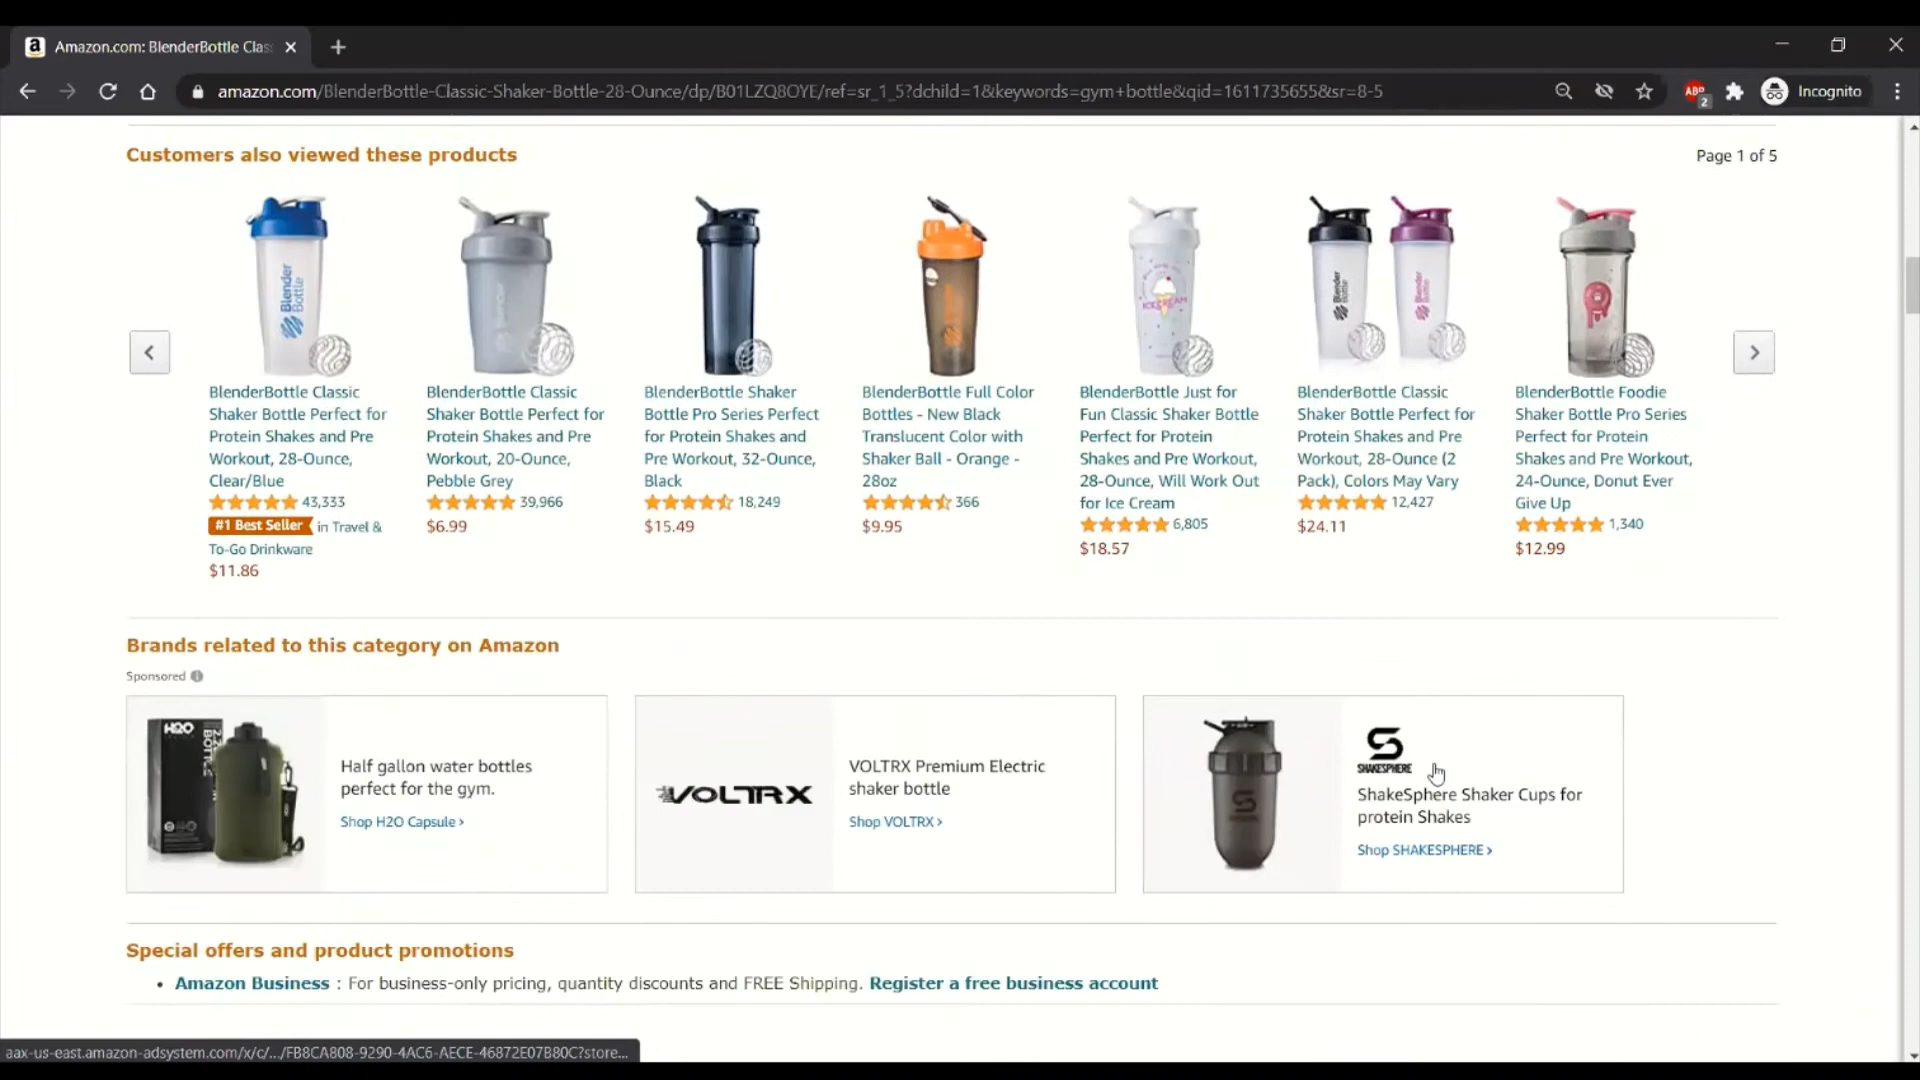 Amazon.com: BlenderBottle Clas
amazon.com/BlenderBottle-Classic-Shaker-Bottle-28-Ounce/dp/B01LZQ8OYE/ref=sr_1_5?dchild=1&keywords=gym+bottle&qid=1611735655&sr=8-5
ABP
2
Incognito
Customers also viewed these products
Page 1 of 5
Blender Bottle
ICE CREAM
Blender Bottle
Blender Bottle
BlenderBottle Classic
Shaker Bottle Perfect for
Protein Shakes and Pre
Workout, 28-Ounce,
Clear/Blue
43,333
#1 Best Seller in Travel &
To-Go Drinkware
$11.86
BlenderBottle Classic
Shaker Bottle Perfect for
Protein Shakes and Pre
Workout, 20-Ounce,
Pebble Grey
39,966
$6.99
BlenderBottle Shaker
Bottle Pro Series Perfect
for Protein Shakes and
Pre Workout, 32-Ounce,
Black
18,249
$15.49
BlenderBottle Full Color
Bottles - New Black
Translucent Color with
Shaker Ball - Orange -
28oz
366
$9.95
BlenderBottle Just for
Fun Classic Shaker Bottle
Perfect for Protein
Shakes and Pre Workout,
28-Ounce, Will Work Out
for Ice Cream
6,805
$18.57
BlenderBottle Classic
Shaker Bottle Perfect for
Protein Shakes and Pre
Workout, 28-Ounce (2
Pack), Colors May Vary
12,427
$24.11
BlenderBottle Foodie
Shaker Bottle Pro Series
Perfect for Protein
Shakes and Pre Workout,
24-Ounce, Donut Ever
Give Up
1,340
$12.99
Brands related to this category on Amazon
Sponsored
H2O
Half gallon water bottles
perfect for the gym.
Shop H2O Capsule ›
VOLTRX
VOLTRX Premium Electric
shaker bottle
Shop VOLTRX ›
SHAKESPHERE
ShakeSphere Shaker Cups for
protein Shakes
Shop SHAKESPHERE ›
Special offers and product promotions
• Amazon Business : For business-only pricing, quantity discounts and FREE Shipping. Register a free business account
aax-us-east.amazon-adsystem.com/x/c/.../FB8CA808-9290-4AC6-AECE-46872E07B80C?store...